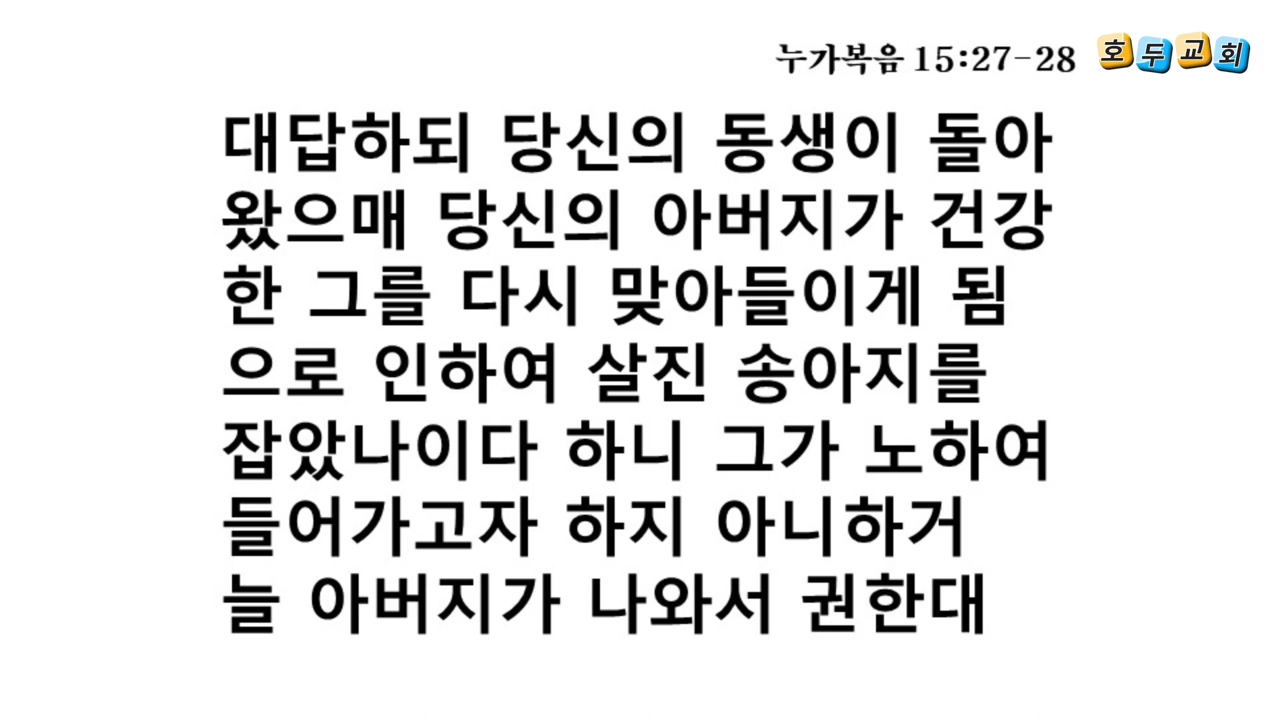 누가복음 15:27-28 호두교회
대답하되 당신의 동생이 돌아
왔으매 당신의 아버지가 건강
한 그를 다시 맞아들이게 됨
으로 인하여 살진 송아지를
잡았나이다 하니 그가 노하여
들어가고자 하지 아니하거
늘 아버지가 나와서 권한대